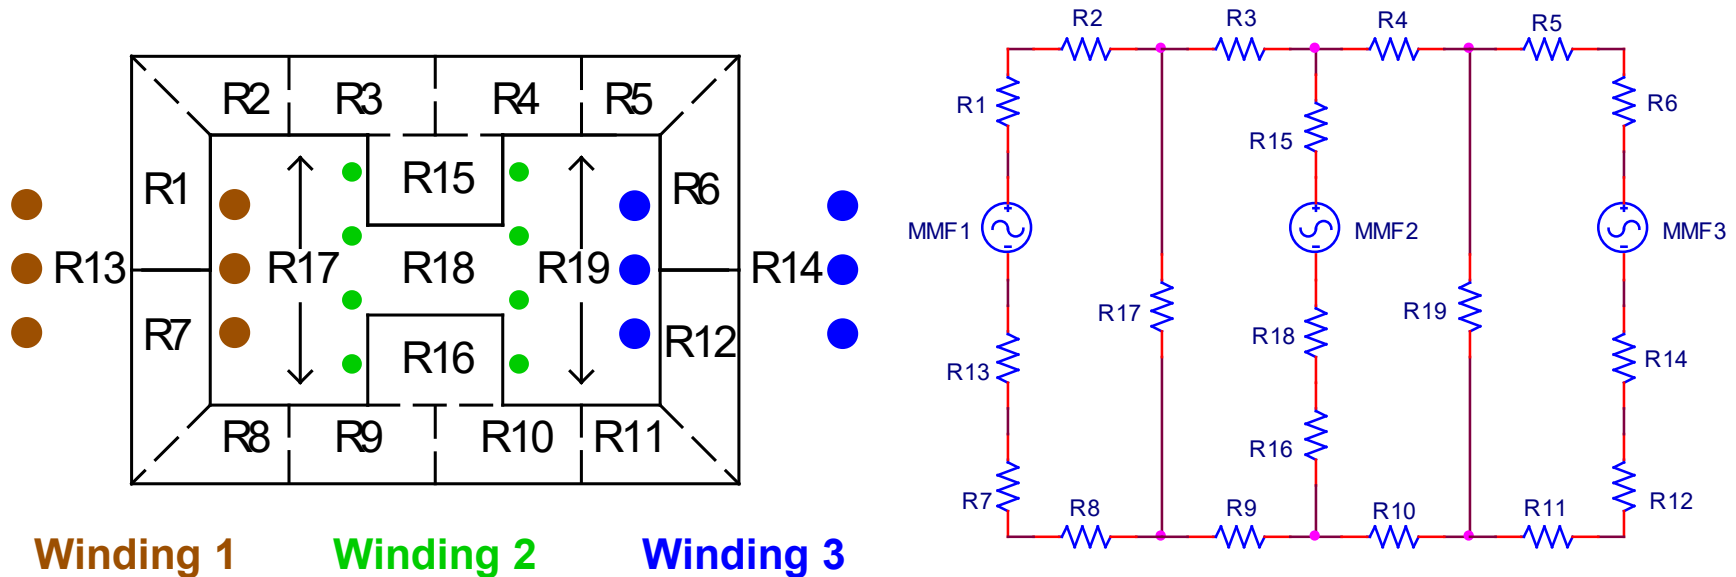 R2 R3 R4 R5
R1 R15 R6
R13 R17 R18 R19 R14
R7 R16 R12
R8 R9 R10 R11
Winding 1 Winding 2 Winding 3
R2 R3 R4 R5
R1 R15 R6
MMF1 MMF2 MMF3
R17 R18 R19
R13 R14
R16
R7 R12
R8 R9 R10 R11